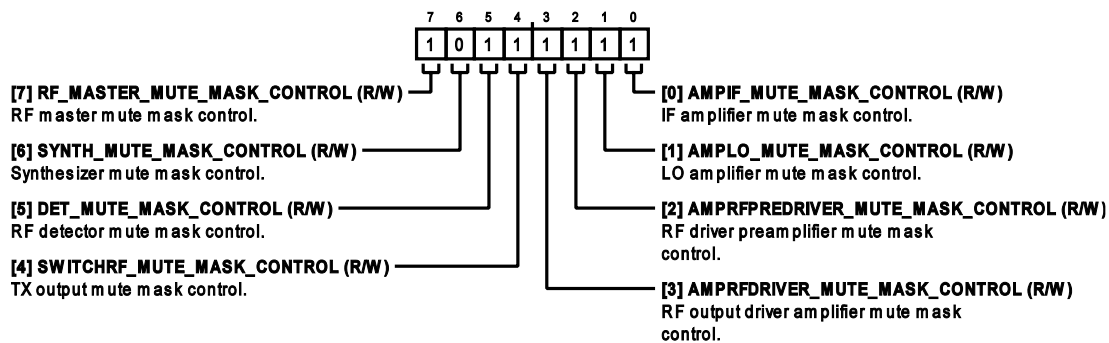 7 6 5 4 3 2 1 0
1 0 1 1 1 1 1 1
[7] RF_MASTER_MUTE_MASK_CONTROL (R/W)
RF master mute mask control.
[6] SYNTH_MUTE_MASK_CONTROL (R/W)
Synthesizer mute mask control.
[5] DET_MUTE_MASK_CONTROL (R/W)
RF detector mute mask control.
[4] SWITCHRF_MUTE_MASK_CONTROL (R/W)
TX output mute mask control.
[0] AMPIF_MUTE_MASK_CONTROL (R/W)
IF amplifier mute mask control.
[1] AMPLO_MUTE_MASK_CONTROL (R/W)
LO amplifier mute mask control.
[2] AMPRFPREDRIVER_MUTE_MASK_CONTROL (R/W)
RF driver preamplifier mute mask
control.
[3] AMPRFDRIVER_MUTE_MASK_CONTROL (R/W)
RF output driver amplifier mute mask
control.